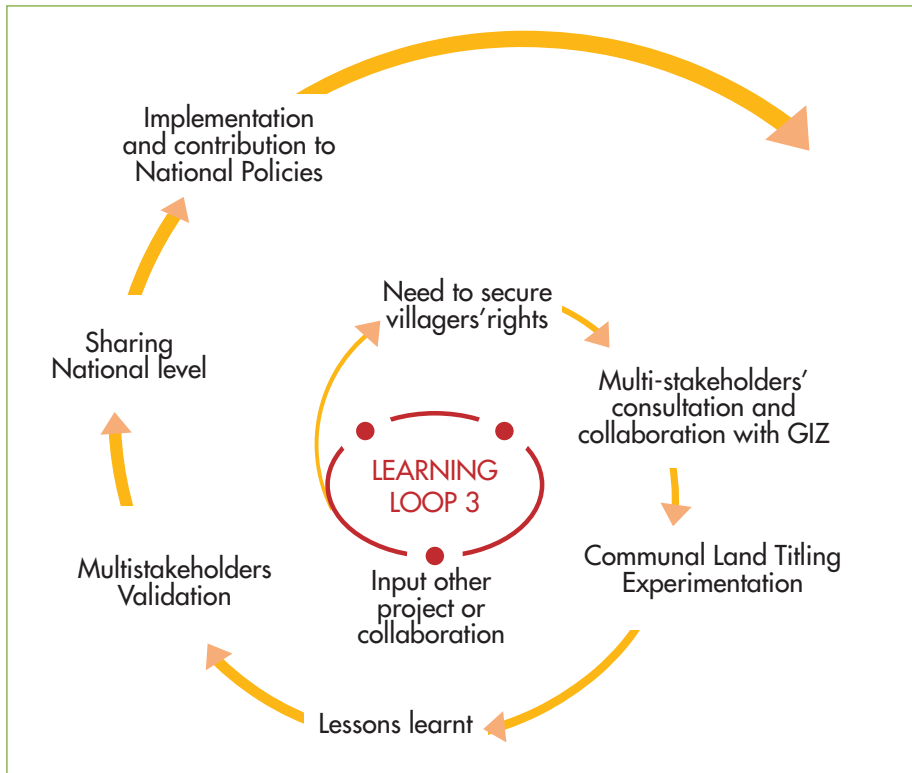 Implementation
and contribution to
National Policies
Need to secure
villagers’rights
Sharing
National level
Multi-stakeholders’
consultation and
collaboration with GIZ
LEARNING
LOOP 3
Communal Land Titling
Experimentation
Multistakeholders
Validation
Input other
project or
collaboration
Lessons learnt